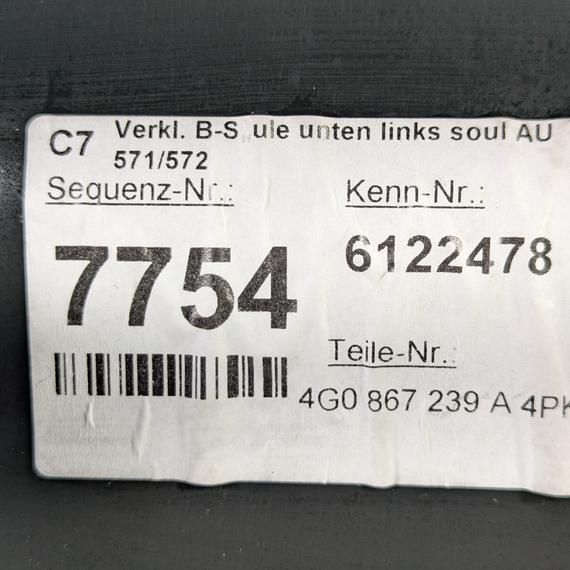 C7 Verkl. B-S ule unten links soul AU
571/572
Sequenz-Nr.: Kenn-Nr.:
7754 6122478
Teile-Nr.:
4G0 867 239 A 4PK